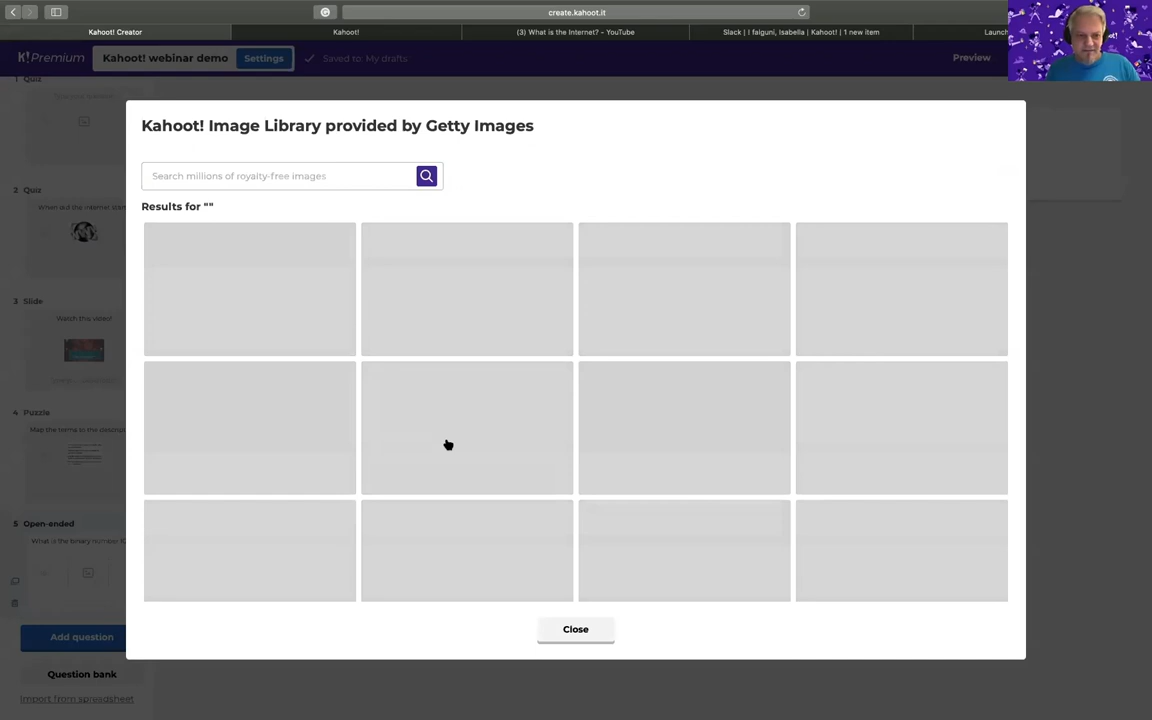 create.kahoot.it
Kahoot! Creator
Kahoot!
(3) What is the Internet? - YouTube
Slack | l faiguni, Isabella | Kahoot! | 1 new item
Launch
K!Premium
Kahoot! webinar demo
Settings
Saved to: My drafts
Preview
1 Quiz
2. Quiz
When did the internet start
3 Slide
Watch this video!
4 Puzzle
Map the terms to the
5 Open-ended
What is the binary number
Add question
Question bank
Import from spreadsheet
Kahoot! Image Library provided by Getty Images
Search millions of royalty-free images
Results for ""
Close